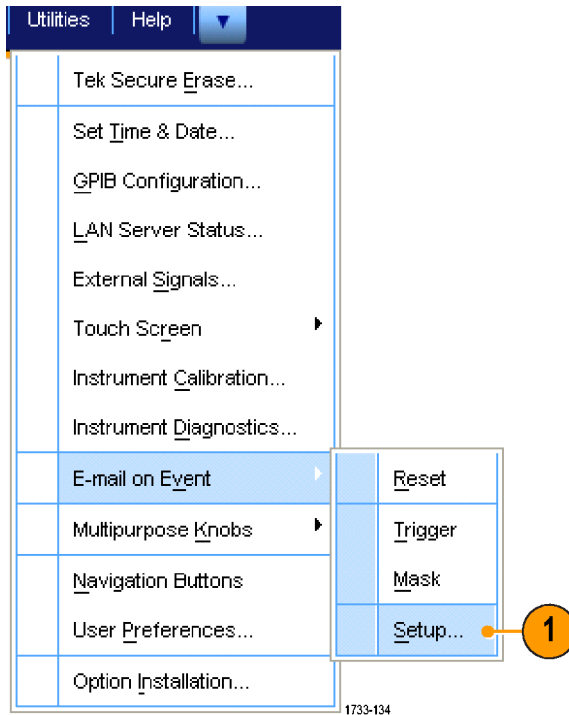 Utilities Help
Tek Secure Erase...
Set Time & Date...
GPIB Configuration...
LAN Server Status...
External Signals...
Touch Screen
Instrument Calibration...
Instrument Diagnostics...
E-mail on Event
Reset
Multipurpose Knobs
Trigger
Navigation Buttons
Mask
User Preferences...
Setup...
1
Option Installation...
1733-134